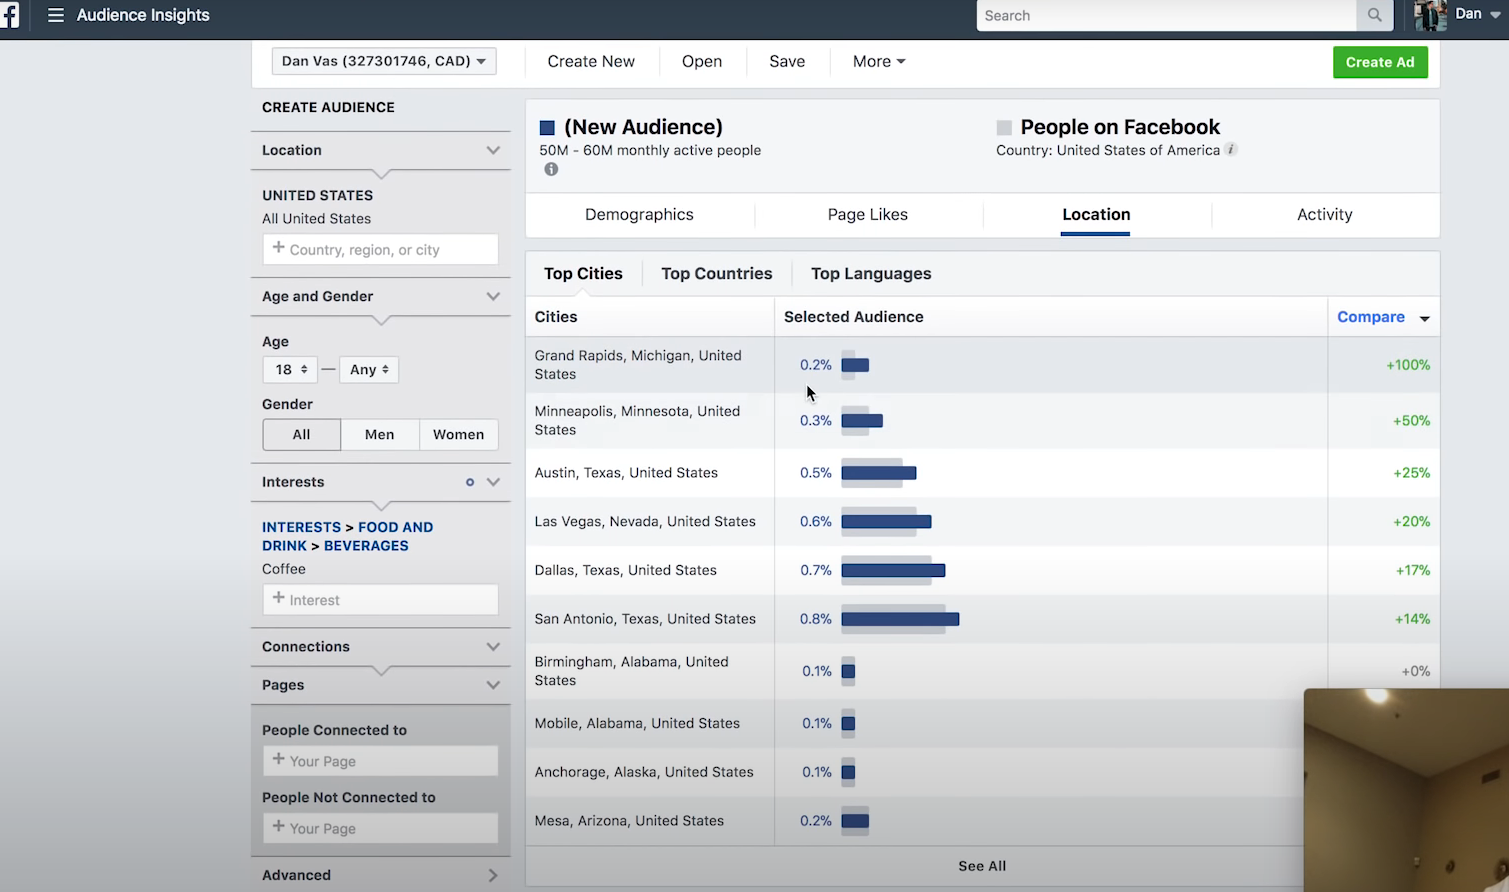 f
Audience Insights
Search
Dan
Dan Vas (327301746, CAD)
Create New
Open
Save
More
Create Ad
CREATE AUDIENCE
Location
UNITED STATES
All United States
+ Country, region, or city
Age and Gender
Age
18 — Any
Gender
All
Men
Women
Interests
INTERESTS > FOOD AND
DRINK > BEVERAGES
Coffee
+ Interest
Connections
Pages
People Connected to
+ Your Page
People Not Connected to
+ Your Page
Advanced
(New Audience)
50M - 60M monthly active people
i
People on Facebook
Country: United States of America i
Demographics
Page Likes
Location
Activity
Top Cities
Top Countries
Top Languages
Cities
Selected Audience
Compare
Grand Rapids, Michigan, United
States
0.2%
+100%
Minneapolis, Minnesota, United
States
0.3%
+50%
Austin, Texas, United States
0.5%
+25%
Las Vegas, Nevada, United States
0.6%
+20%
Dallas, Texas, United States
0.7%
+17%
San Antonio, Texas, United States
0.8%
+14%
Birmingham, Alabama, United
States
0.1%
+0%
Mobile, Alabama, United States
0.1%
Anchorage, Alaska, United States
0.1%
Mesa, Arizona, United States
0.2%
See All